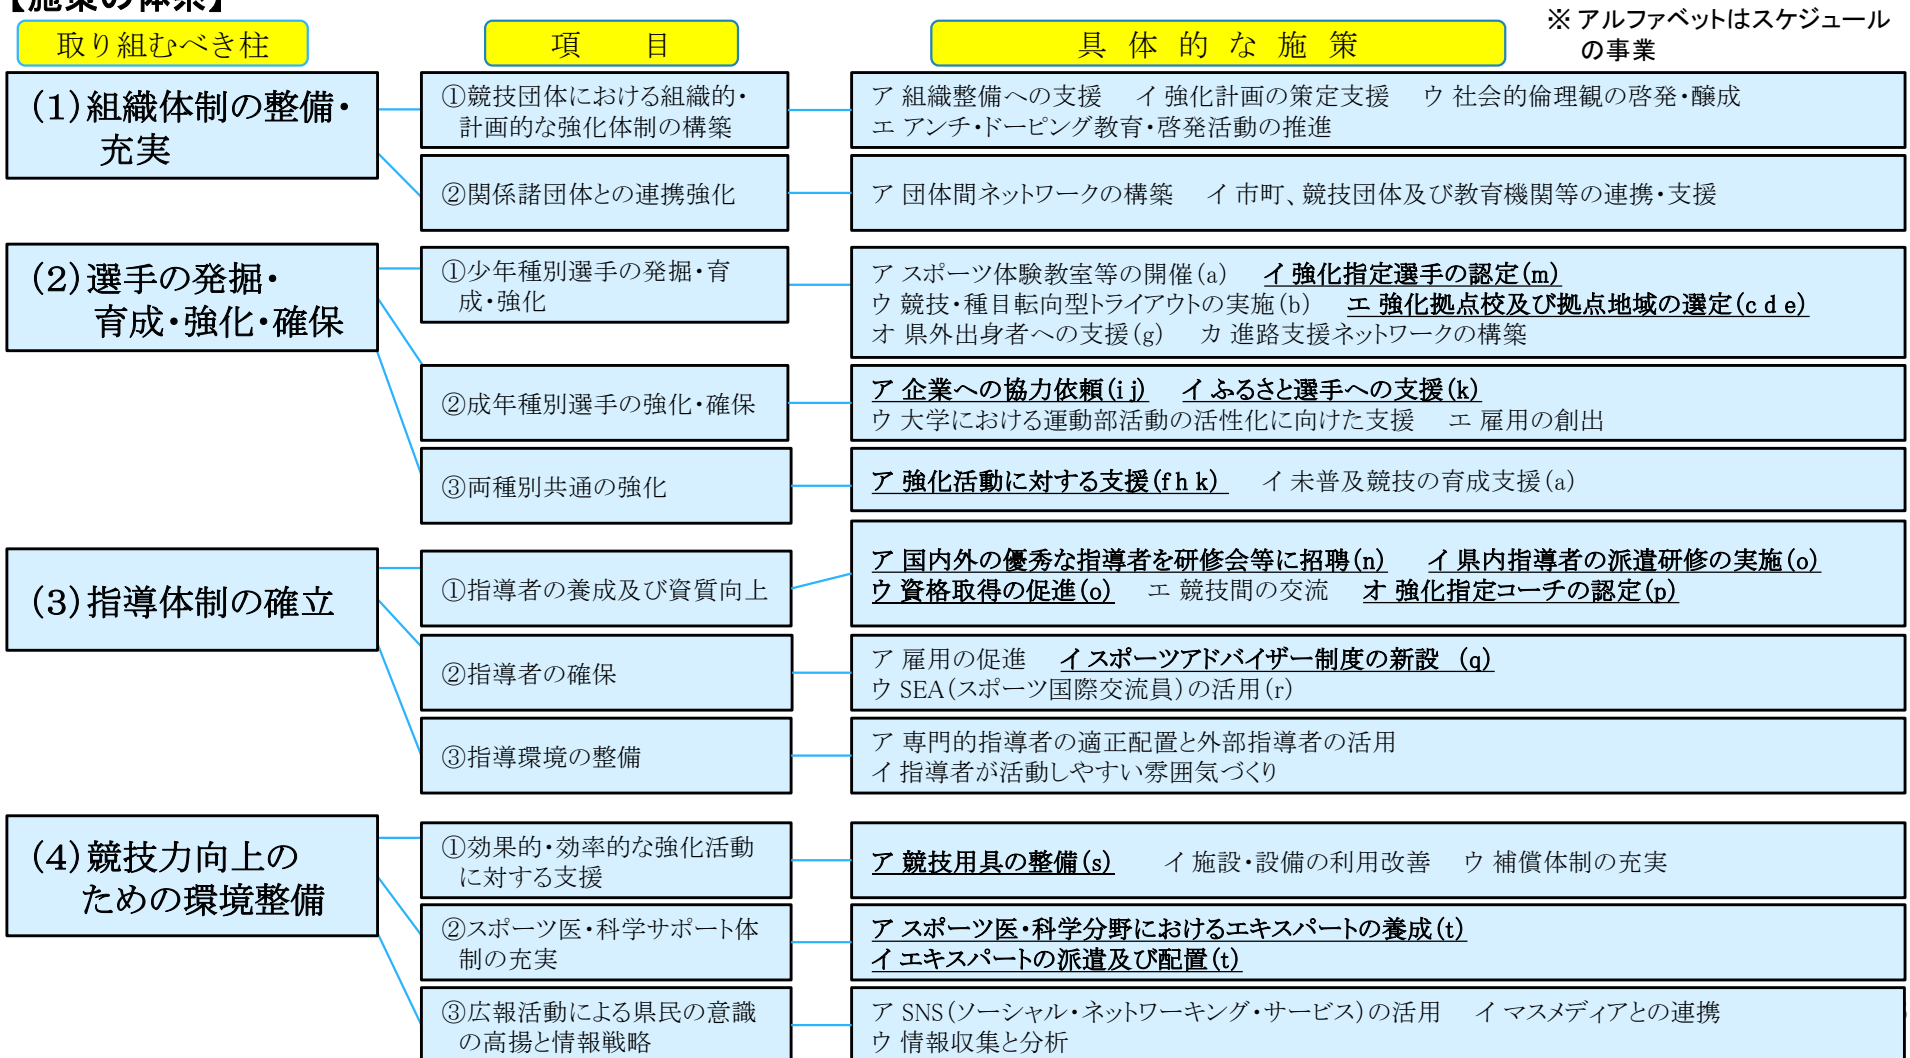 【施策の体系】
※ アルファベットはスケジュール
の事業
取り組むべき柱
項 目
具 体 的 な 施 策
(1)組織体制の整備・
充実
①競技団体における組織的・
計画的な強化体制の構築
ア 組織整備への支援 イ 強化計画の策定支援 ウ 社会的倫理観の啓発・醸成
エ アンチ・ドーピング教育・啓発活動の推進
②関係諸団体との連携強化
ア 団体間ネットワークの構築 イ 市町、競技団体及び教育機関等の連携・支援
(2)選手の発掘・
育成・強化・確保
①少年種別選手の発掘・育
成・強化
ア スポーツ体験教室等の開催(a) イ 強化指定選手の認定(m)
ウ 競技・種目転向型トライアウトの実施(b) エ 強化拠点校及び拠点地域の選定(c d e)
オ 県外出身者への支援(g) カ 進路支援ネットワークの構築
②成年種別選手の強化・確保
ア 企業への協力依頼(i j) イ ふるさと選手への支援(k)
ウ 大学における運動部活動の活性化に向けた支援 エ 雇用の創出
③両種別共通の強化
ア 強化活動に対する支援(f h k) イ 未普及競技の育成支援(a)
(3)指導体制の確立
①指導者の養成及び資質向上
ア 国内外の優秀な指導者を研修会等に招聘(n) イ 県内指導者の派遣研修の実施(o)
ウ 資格取得の促進(o) エ 競技間の交流 オ 強化指定コーチの認定(p)
②指導者の確保
ア 雇用の促進 イ スポーツアドバイザー制度の新設 (q)
ウ SEA(スポーツ国際交流員)の活用(r)
③指導環境の整備
ア 専門的指導者の適正配置と外部指導者の活用
イ 指導者が活動しやすい雰囲気づくり
(4)競技力向上の
ための環境整備
①効果的・効率的な強化活動
に対する支援
ア 競技用具の整備(s) イ 施設・設備の利用改善 ウ 補償体制の充実
②スポーツ医・科学サポート体
制の充実
ア スポーツ医・科学分野におけるエキスパートの養成(t)
イ エキスパートの派遣及び配置(t)
③広報活動による県民の意識
の高揚と情報戦略
ア SNS(ソーシャル・ネットワーキング・サービス)の活用 イ マスメディアとの連携
ウ 情報収集と分析